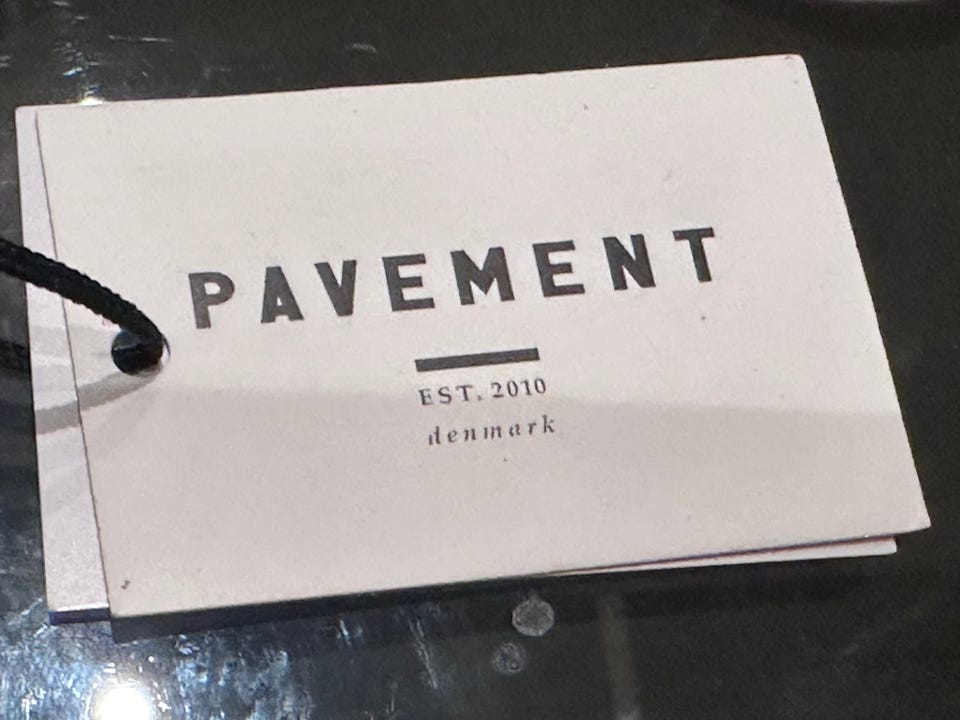 PAVEMENT
EST. 2010
denmark